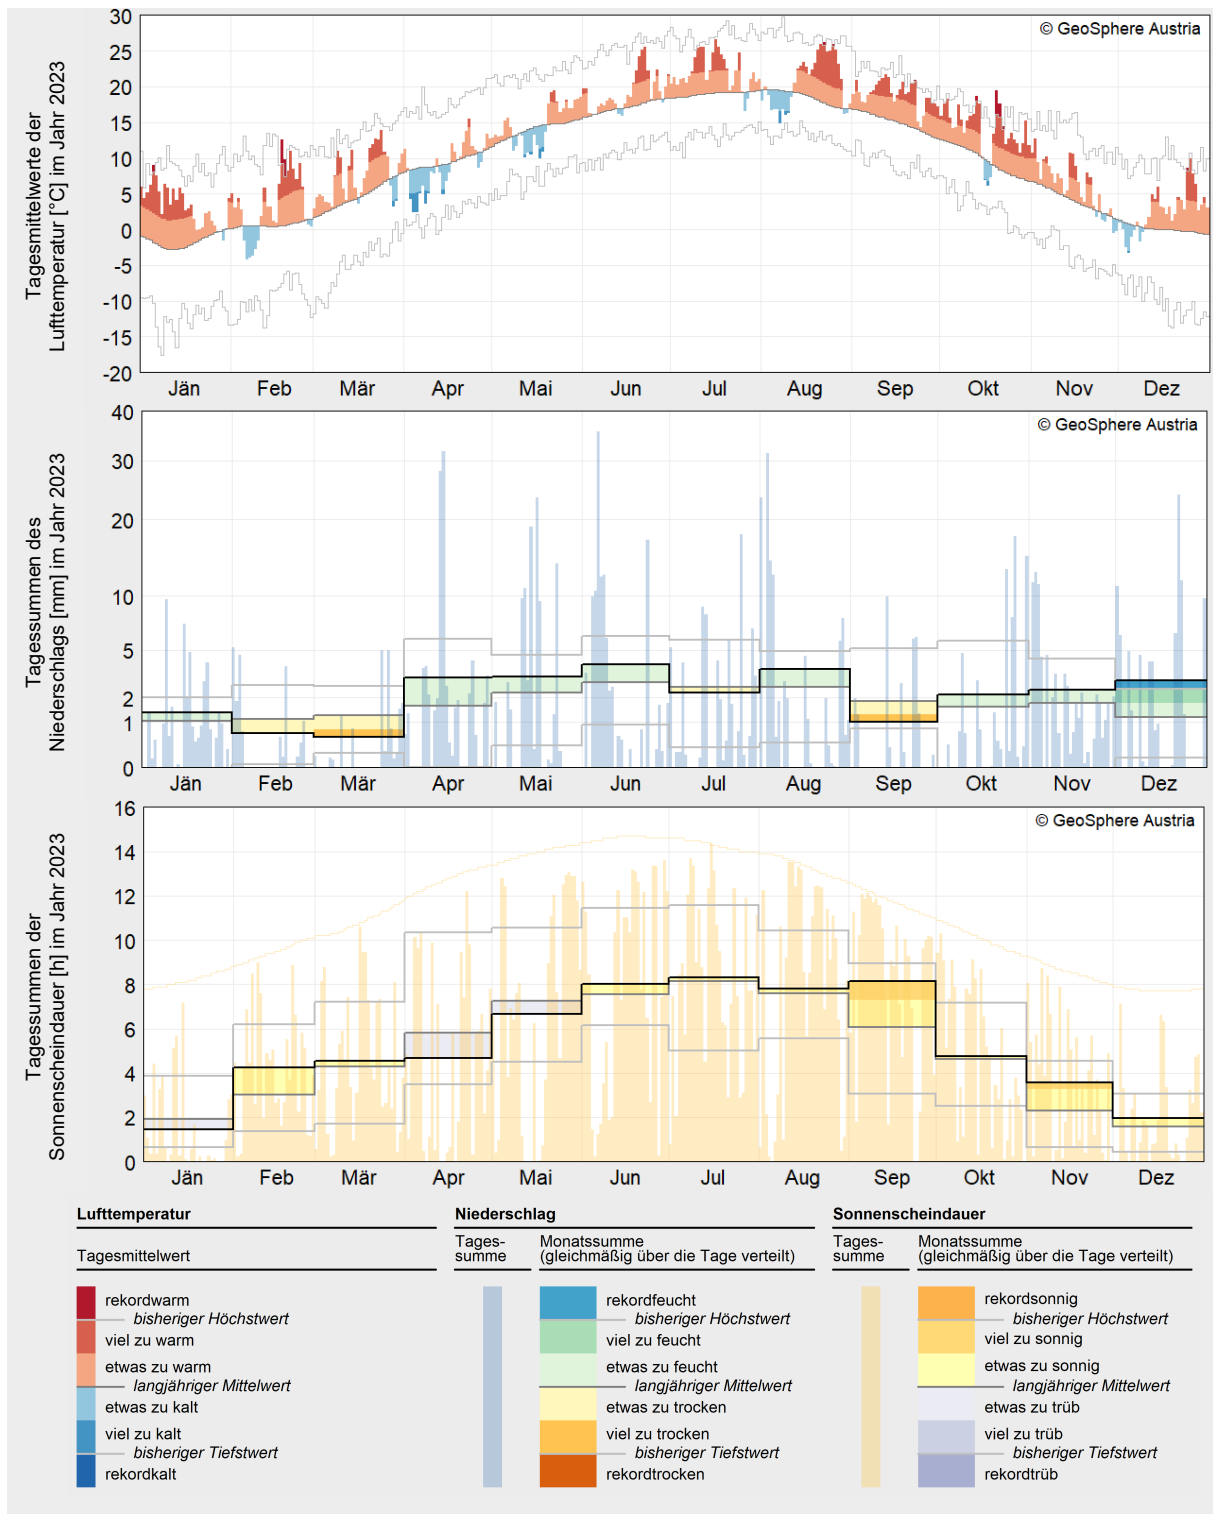 Tagesmittelwerte der
Lufttemperatur [°C] im Jahr 2023
30
25
20
15
10
5
0
-5
-10
-15
-20
© GeoSphere Austria
Jän Feb Mär Apr Mai Jun Jul Aug Sep Okt Nov Dez
Tagessummen des
Niederschlags [mm] im Jahr 2023
40
30
20
10
5
2
1
0
© GeoSphere Austria
Jän Feb Mär Apr Mai Jun Jul Aug Sep Okt Nov Dez
Tagessummen der
Sonnenscheindauer [h] im Jahr 2023
16
14
12
10
8
6
4
2
0
© GeoSphere Austria
Jän Feb Mär Apr Mai Jun Jul Aug Sep Okt Nov Dez
Lufttemperatur
Tagesmittelwert
rekordwarm
bisheriger Höchstwert
viel zu warm
etwas zu warm
langjähriger Mittelwert
etwas zu kalt
viel zu kalt
bisheriger Tiefstwert
rekordkalt
Niederschlag
Tages-
summe
Monatssumme
(gleichmäßig über die Tage verteilt)
rekordfeucht
bisheriger Höchstwert
viel zu feucht
etwas zu feucht
langjähriger Mittelwert
etwas zu trocken
viel zu trocken
bisheriger Tiefstwert
rekordtrocken
Sonnenscheindauer
Tages-
summe
Monatssumme
(gleichmäßig über die Tage verteilt)
rekordsonnig
bisheriger Höchstwert
viel zu sonnig
etwas zu sonnig
langjähriger Mittelwert
etwas zu trüb
viel zu trüb
bisheriger Tiefstwert
rekordtrüb